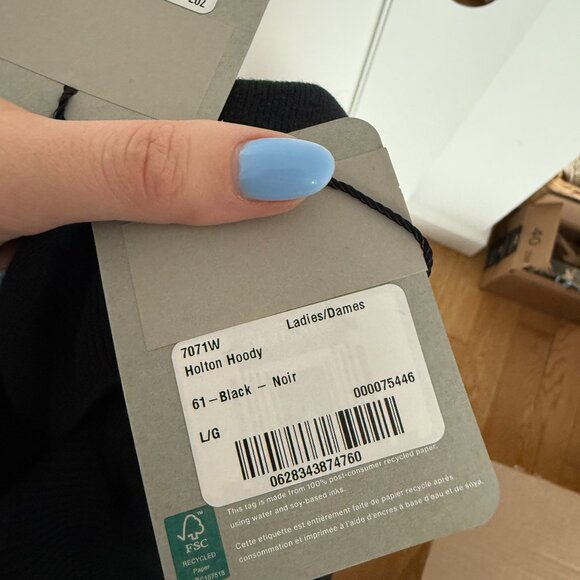 7071W
Ladies/Dames
Holton Hoody
61-Black - Noir
000075446
L/G
0628343874760
This tag is made from 100% post-consumer recycled paper,
using water and soy-based inks.
Cette étiquette est entièrement faite de papier recyclé après
consommation et imprimée à l'aide d'encres à base d'eau et de soya.
FSC
RECYCLED
Paper
40